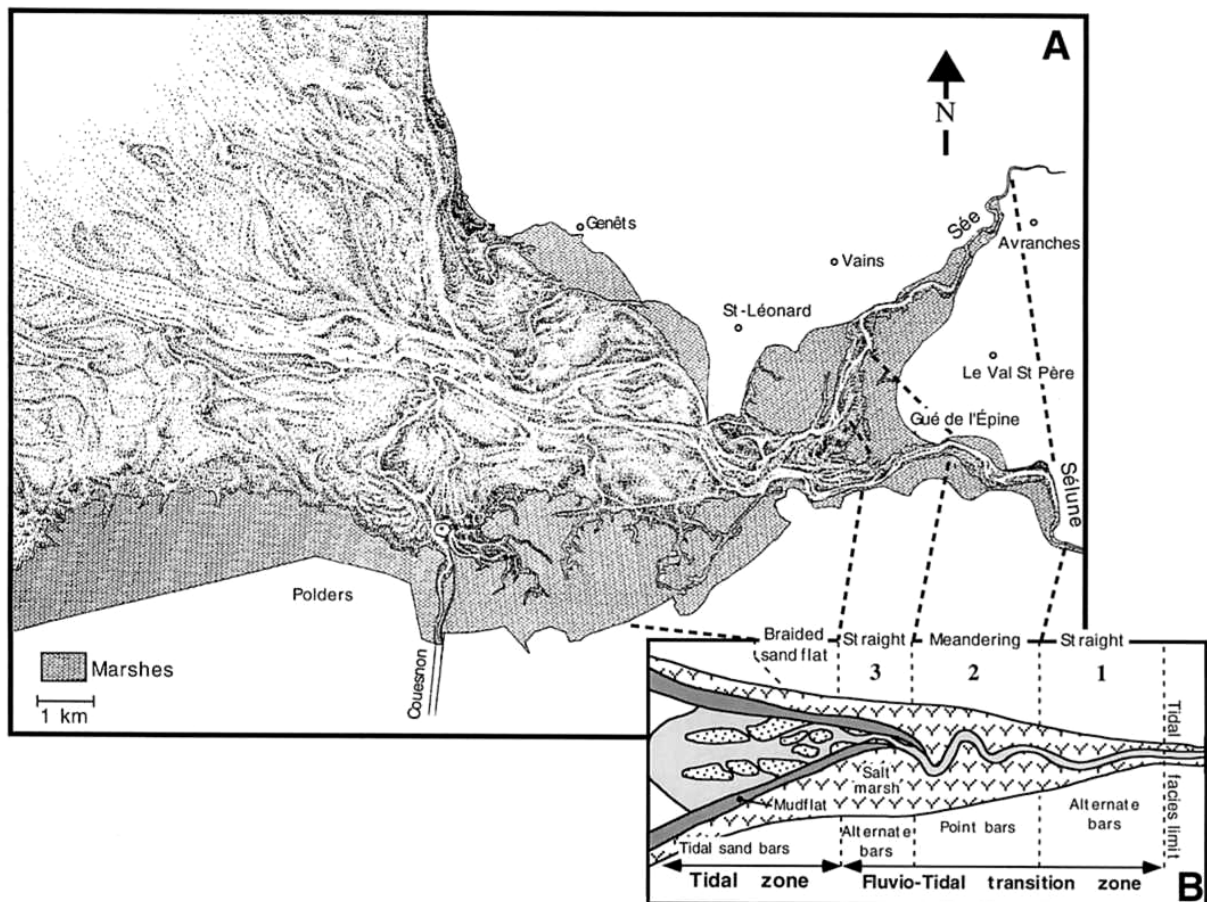 A
N
Genêts
Sée
Avranches
Vains
St-Léonard
Le Val St Père
Gué de l'Épine
Sélune
Polders
Marshes
1 km
Couesnon
Braided
sand flat
Straight
3
Meandering
2
Straight
1
Tidal facies limit
Salt
marsh
Mudflat
Tidal sand bars
Alternate
bars
Point bars
Alternate
bars
Tidal zone
Fluvio-Tidal transition zone
B